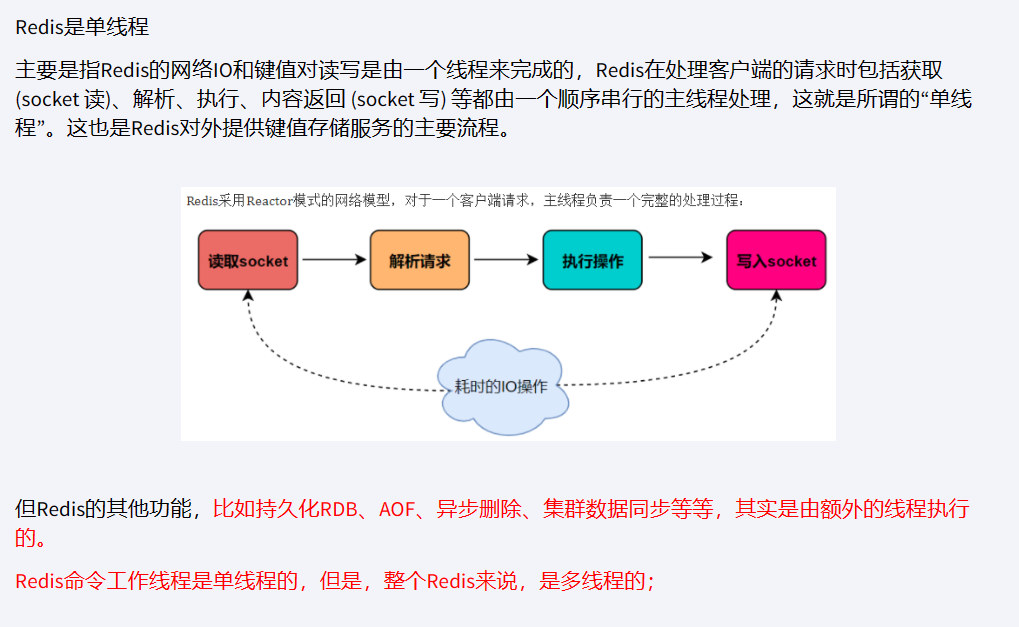 Redis是单线程
主要是指Redis的网络IO和键值对读写是由一个线程来完成的，Redis在处理客户端的请求时包括获取
(socket 读)、解析、执行、内容返回 (socket 写) 等都由一个顺序串行的主线程处理，这就是所谓的“单线
程”。这也是Redis对外提供键值存储服务的主要流程。
Redis采用Reactor模式的网络模型，对于一个客户端请求，主线程负责一个完整的处理过程：
读取socket
解析请求
执行操作
写入socket
耗时的IO操作
但Redis的其他功能，比如持久化RDB、AOF、异步删除、集群数据同步等等，其实是由额外的线程执行
的。
Redis命令工作线程是单线程的，但是，整个Redis来说，是多线程的；